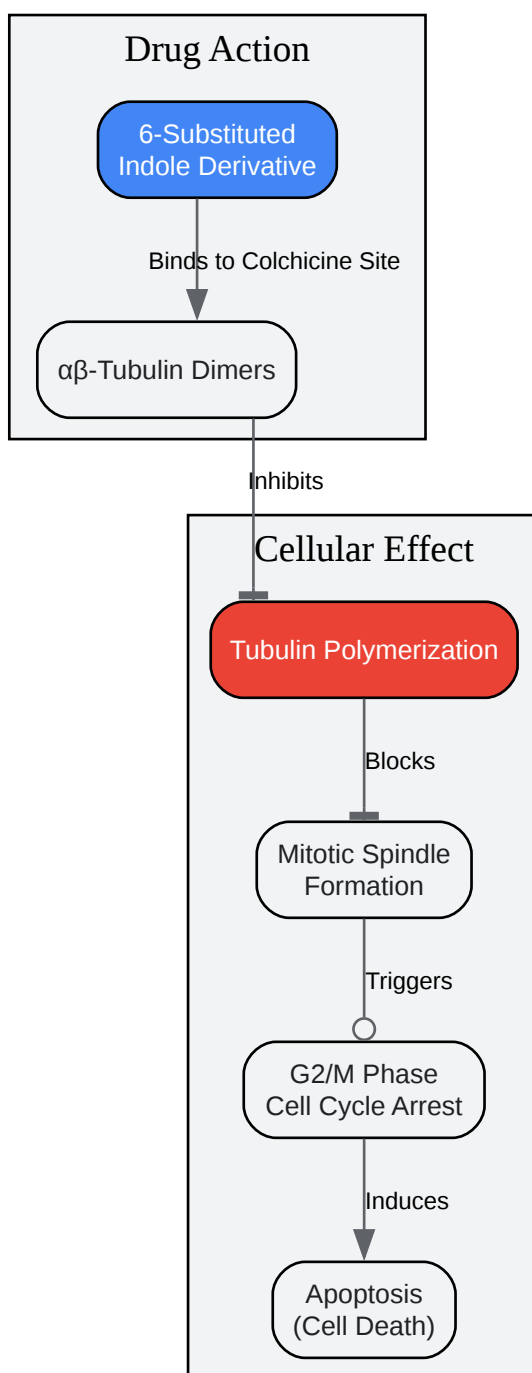 Drug Action
6-Substituted
Indole Derivative
Binds to Colchicine Site
αβ-Tubulin Dimers
Inhibits
Cellular Effect
Tubulin Polymerization
Blocks
Mitotic Spindle
Formation
Triggers
G2/M Phase
Cell Cycle Arrest
Induces
Apoptosis
(Cell Death)